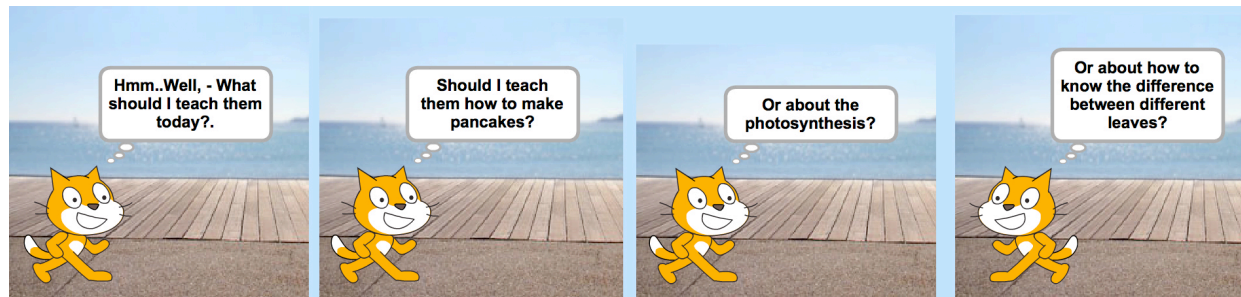 Hmm..Well, - What
should I teach them
today?.
Should I teach
them how to make
pancakes?
Or about the
photosynthesis?
Or about how to
know the difference
between different
leaves?